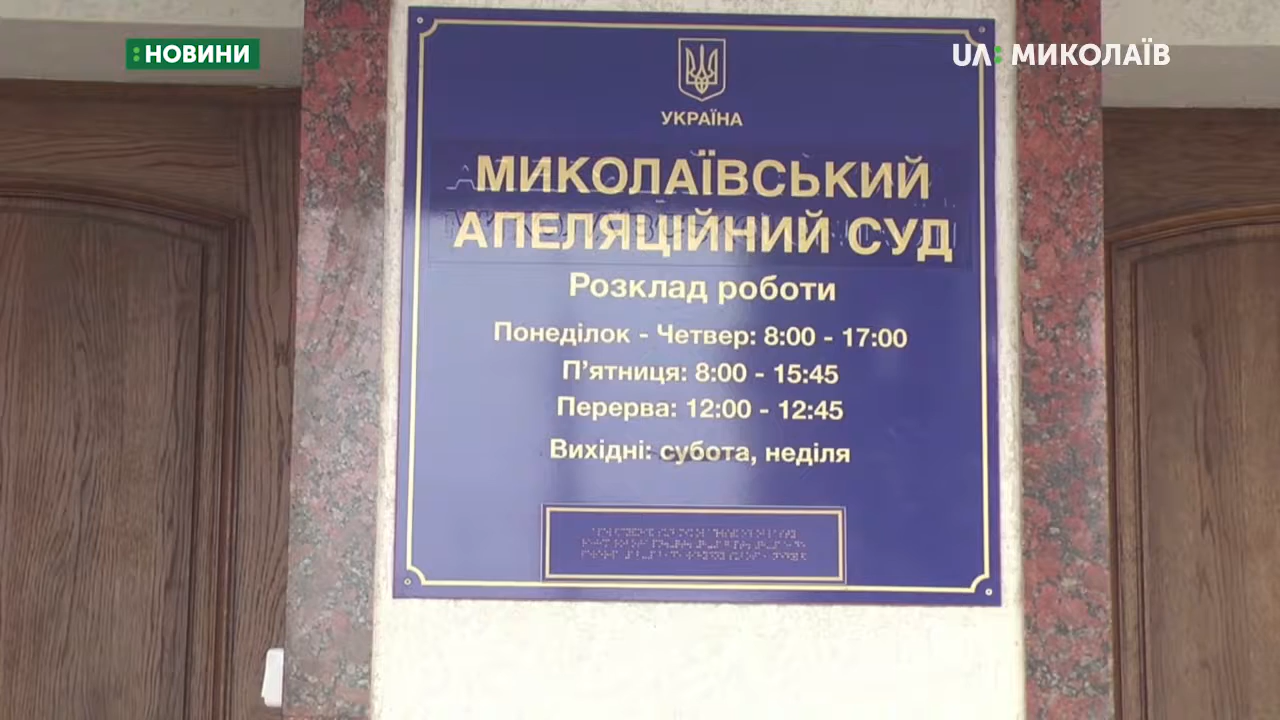 :НОВИНИ
UA: МИКОЛАЇВ
УКРАЇНА
МИКОЛАЇВСЬКИЙ
АПЕЛЯЦІЙНИЙ СУД
Розклад роботи
Понеділок - Четвер: 8:00 - 17:00
П'ятниця: 8:00 - 15:45
Перерва: 12:00 - 12:45
Вихідні: субота, неділя